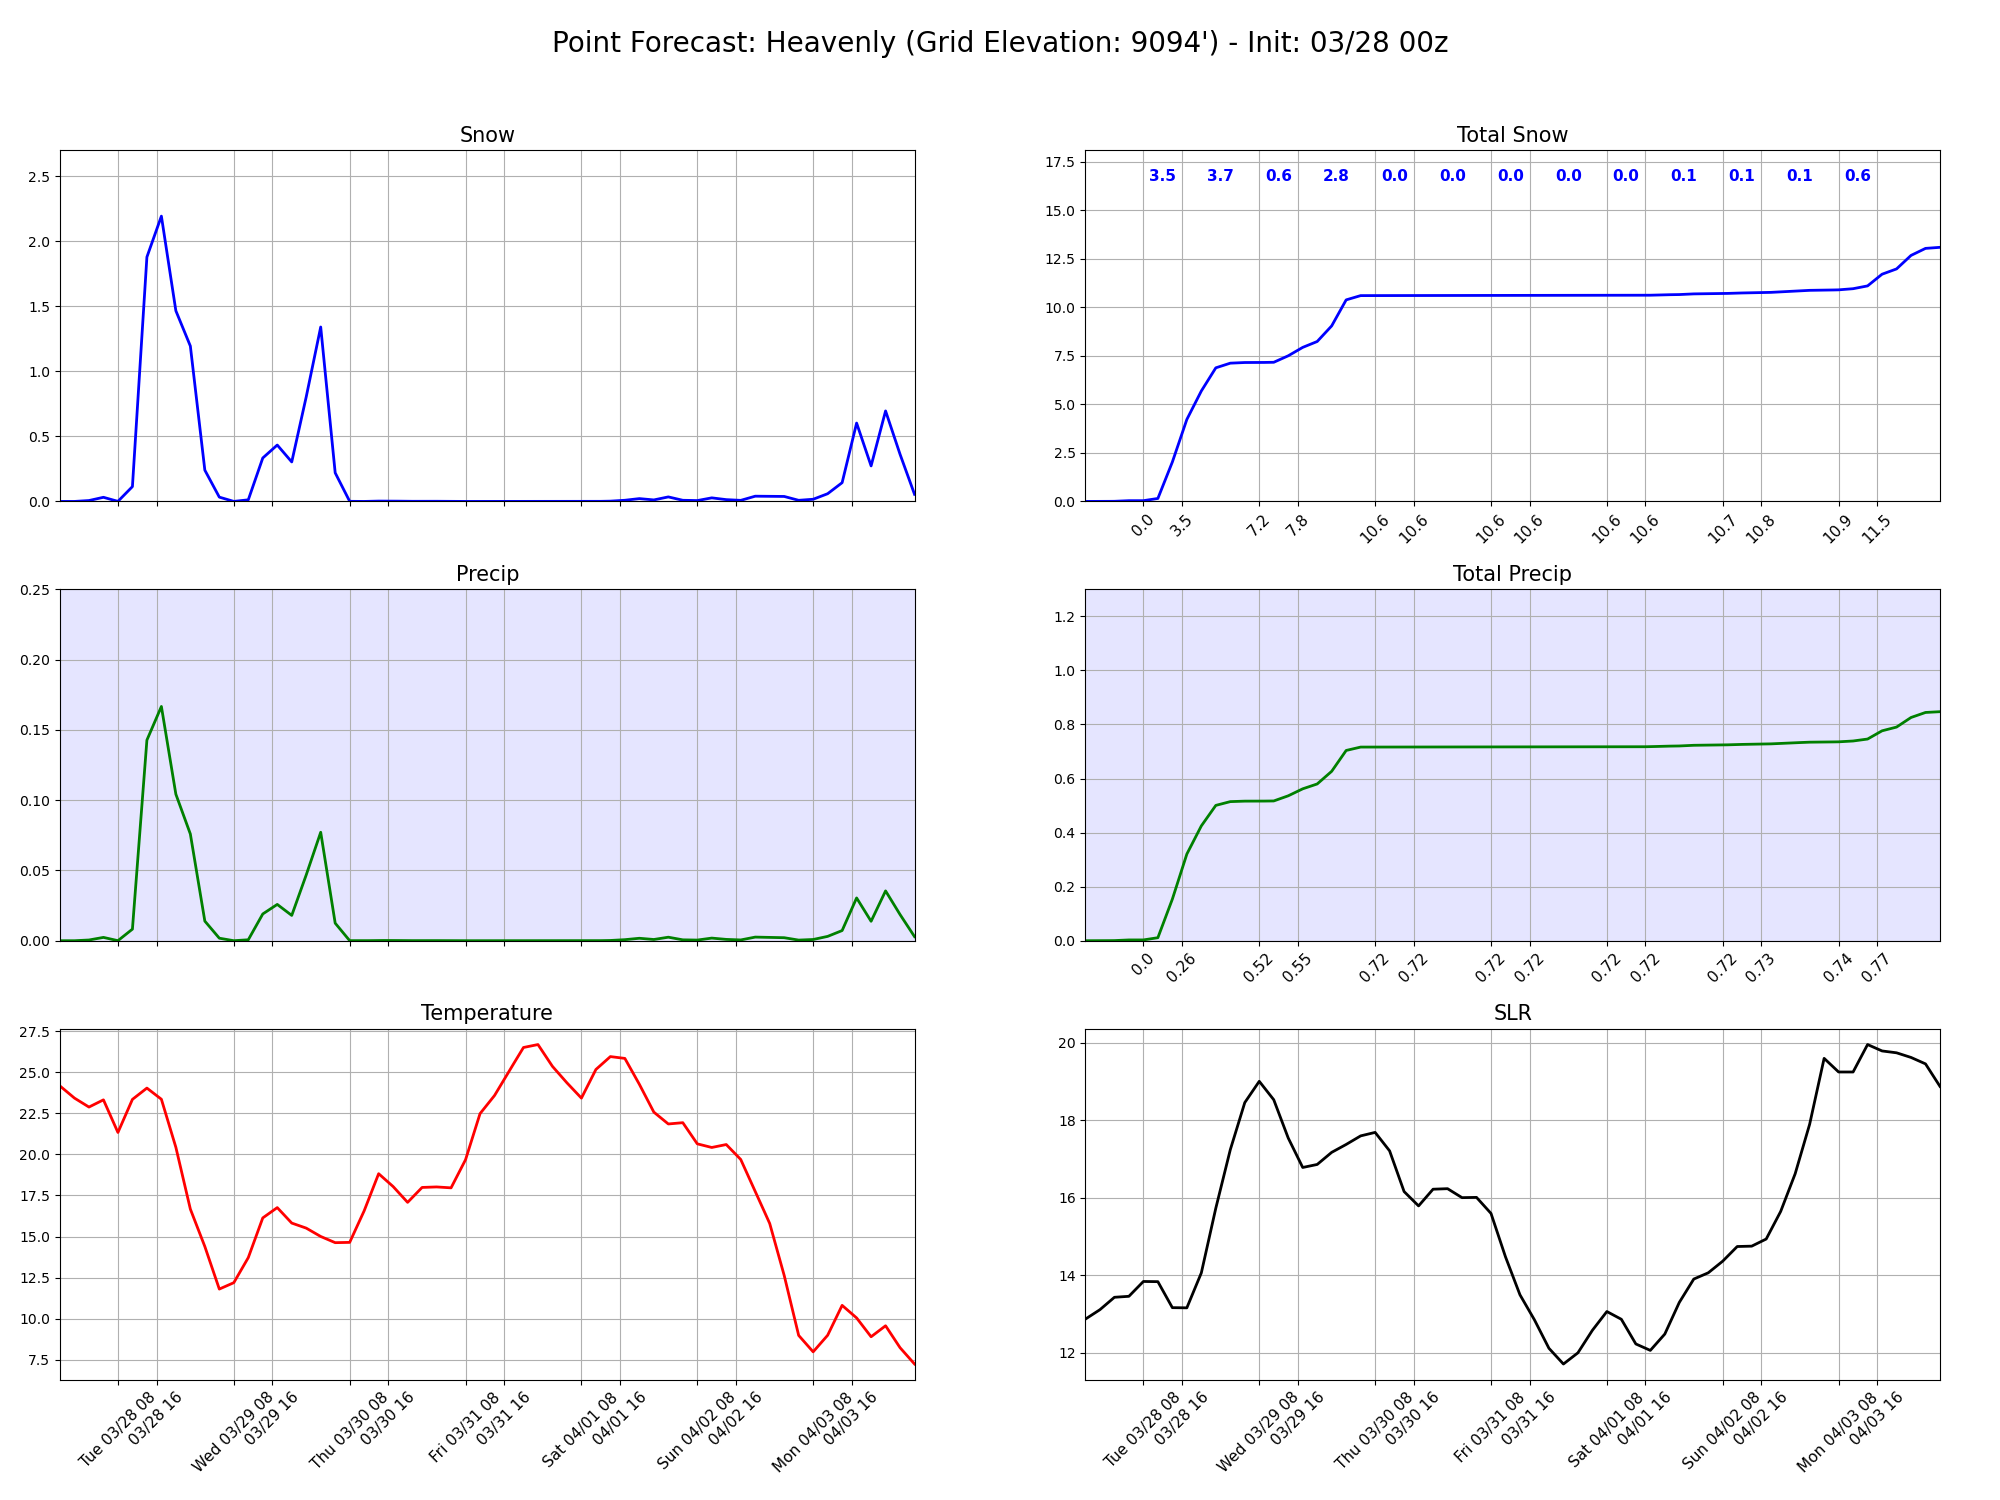 Point Forecast: Heavenly (Grid Elevation: 9094') - Init: 03/28 00z
Snow
2.5
2.0
1.5
1.0
0.5
0.0
Total Snow
17.5
15.0
12.5
10.0
7.5
5.0
2.5
0.0
3.5 3.7 0.6 2.8 0.0 0.0 0.0 0.0 0.0 0.1 0.1 0.1 0.6
0.0 3.5 7.2 7.8 10.6 10.6 10.6 10.6 10.6 10.6 10.7 10.8 10.9 11.5
Precip
0.25
0.20
0.15
0.10
0.05
0.00
Total Precip
1.2
1.0
0.8
0.6
0.4
0.2
0.0
0.0 0.26 0.52 0.55 0.72 0.72 0.72 0.72 0.72 0.72 0.72 0.73 0.74 0.77
Temperature
27.5
25.0
22.5
20.0
17.5
15.0
12.5
10.0
7.5
Tue 03/28 08
03/28 16
Wed 03/29 08
03/29 16
Thu 03/30 08
03/30 16
Fri 03/31 08
03/31 16
Sat 04/01 08
04/01 16
Sun 04/02 08
04/02 16
Mon 04/03 08
04/03 16
SLR
20
18
16
14
12
Tue 03/28 08
03/28 16
Wed 03/29 08
03/29 16
Thu 03/30 08
03/30 16
Fri 03/31 08
03/31 16
Sat 04/01 08
04/01 16
Sun 04/02 08
04/02 16
Mon 04/03 08
04/03 16